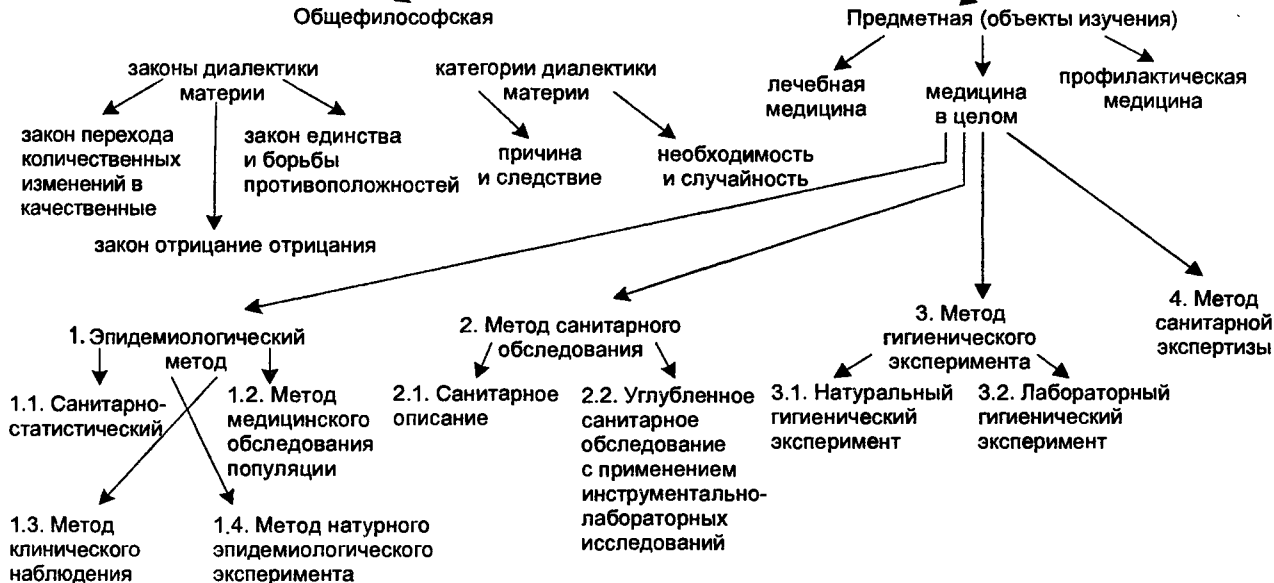 Общефилософская
Предметная (объекты изучения)
законы диалектики
материи
категории диалектики
материи
лечебная
медицина
медицина
в целом
профилактическая
медицина
закон перехода
количественных
изменений в
качественные
закон единства
и борьбы
противоположностей
причина
и следствие
необходимость
и случайность
закон отрицание отрицания
1. Эпидемиологический
метод
2. Метод санитарного
обследования
3. Метод
гигиенического
эксперимента
4. Метод
санитарной
экспертизы
1.1. Санитарно-
статистический
1.2. Метод
медицинского
обследования
популяции
2.1. Санитарное
описание
2.2. Углубленное
санитарное
обследование
с применением
инструментально-
лабораторных
исследований
3.1. Натуральный
гигиенический
эксперимент
3.2. Лабораторный
гигиенический
эксперимент
1.3. Метод
клинического
наблюдения
1.4. Метод натурного
эпидемиологического
эксперимента